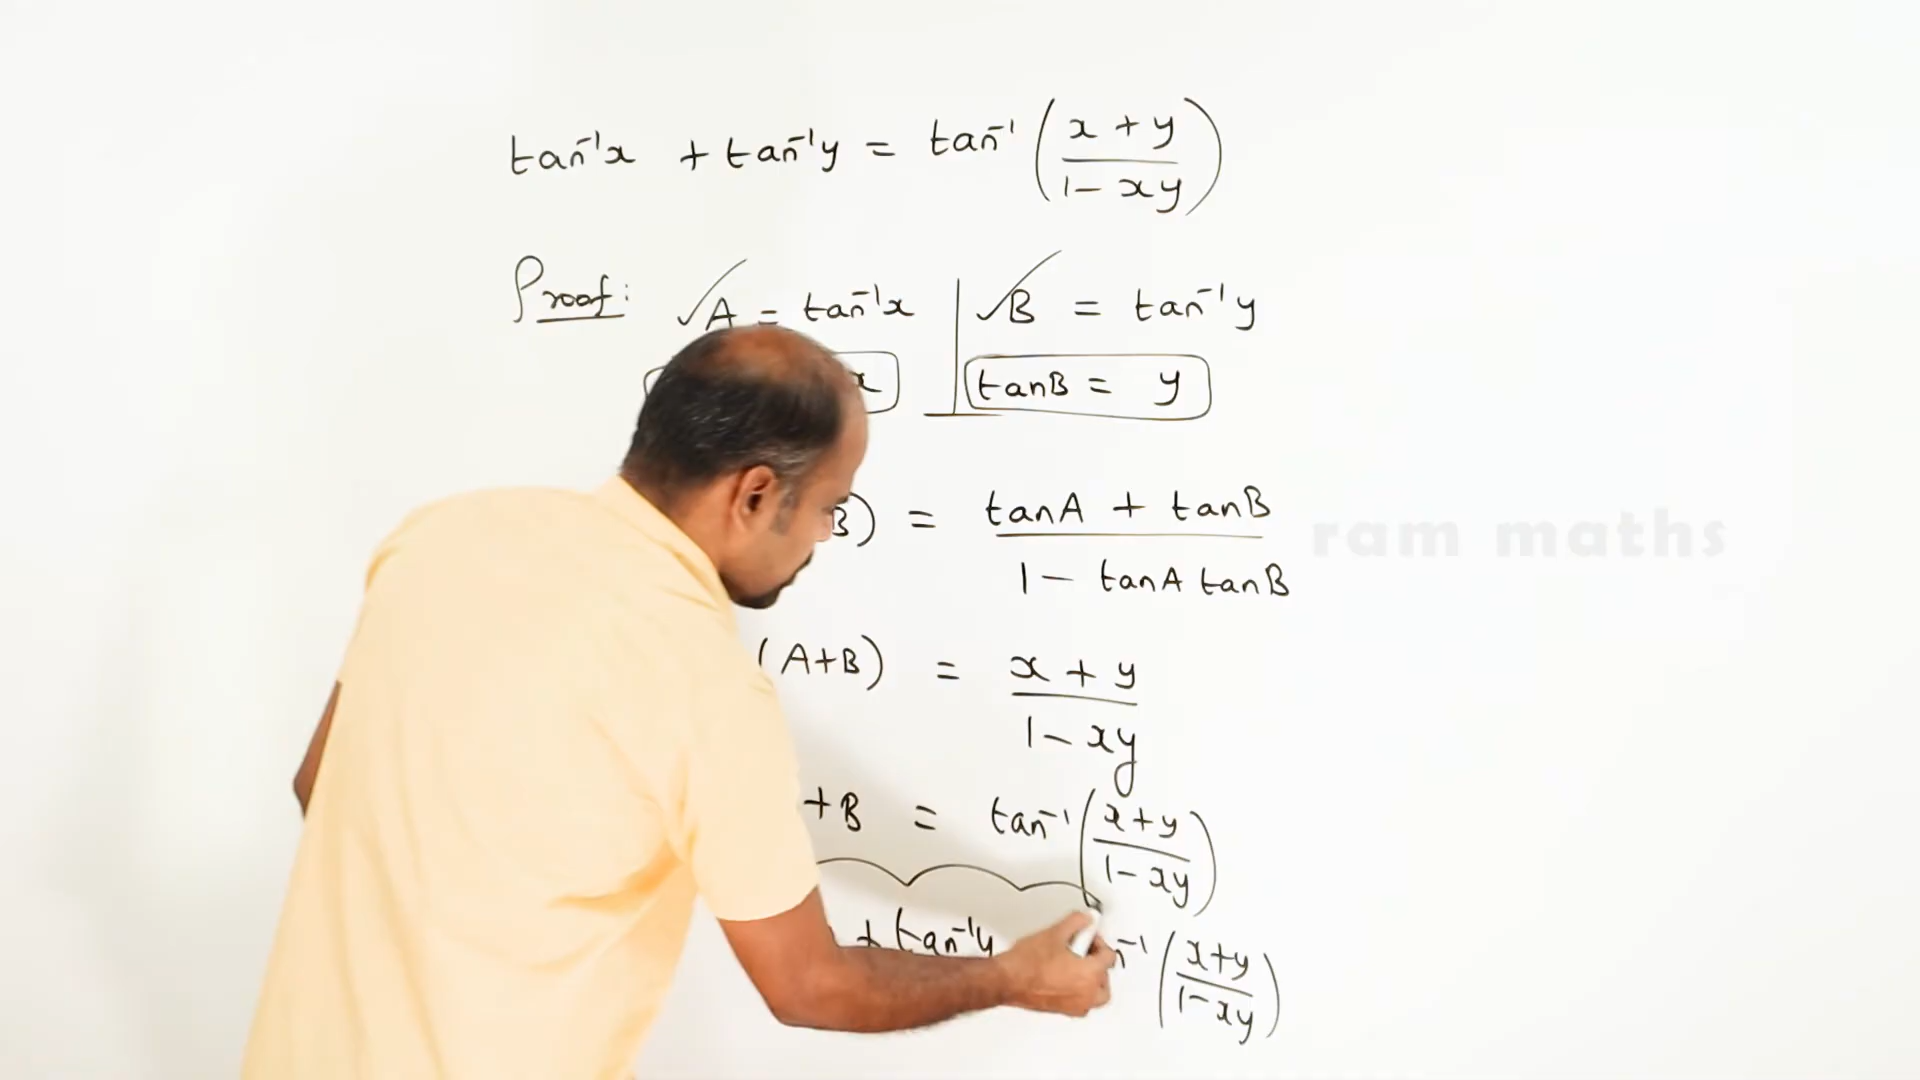 tan⁻¹x + tan⁻¹y = tan⁻¹ (x + y / 1 - xy)
Proof: ✓A = tan⁻¹x | ✓B = tan⁻¹y
x | tanB = y
B) = tanA + tanB / 1 - tanA tanB
ram maths
(A+B) = x + y / 1 - xy
+B = tan⁻¹ (x+y / 1-xy)
+ tan⁻¹y n⁻¹ (x+y / 1-xy)